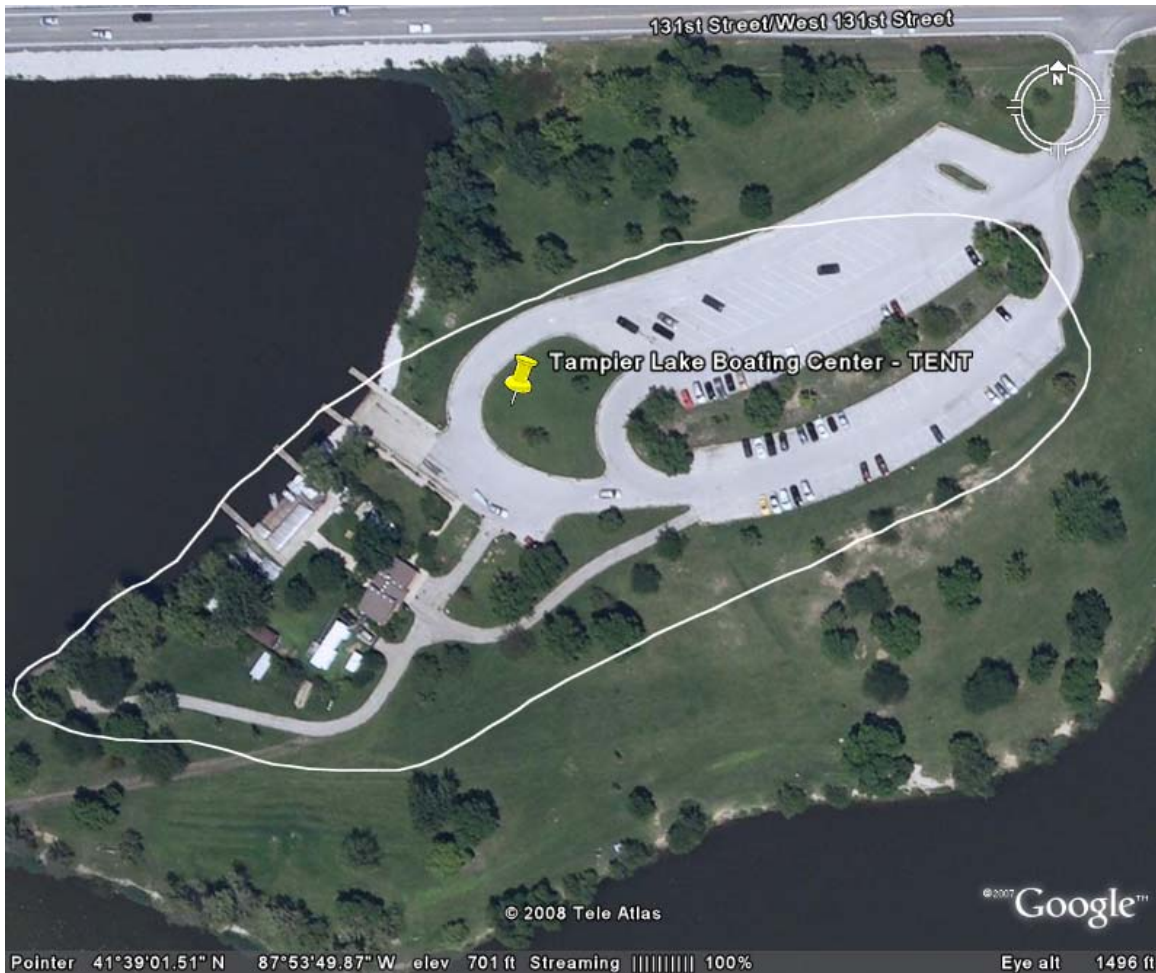 131st Street/West 131st Street
N
Tampier Lake Boating Center - TENT
©2007 Google™
© 2008 Tele Atlas
Pointer 41°39'01.51" N 87°53'49.87" W elev 701 ft Streaming |||||||||| 100% Eye alt 1496 ft